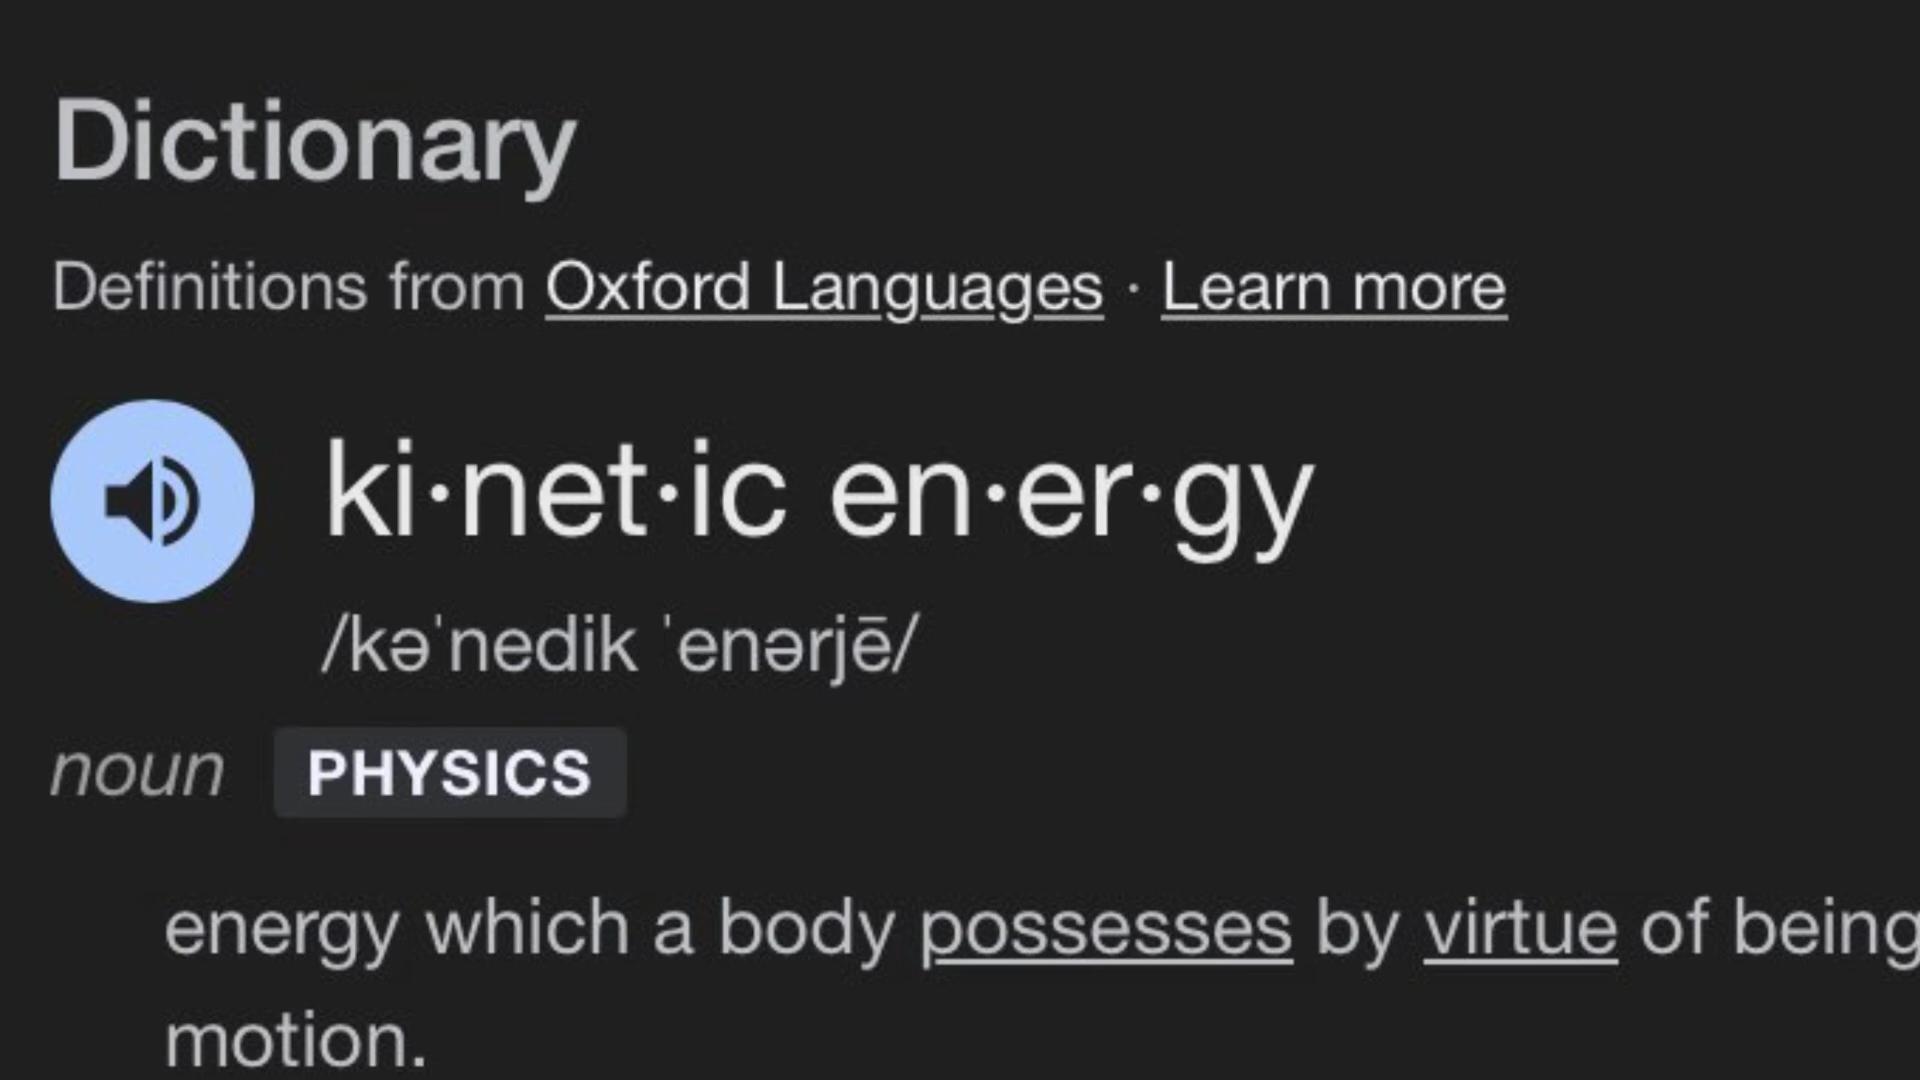 Dictionary
Definitions from Oxford Languages · Learn more
ki·net·ic en·er·gy
/kəˈnedik ˈenərjē/
noun PHYSICS
energy which a body possesses by virtue of being
motion.